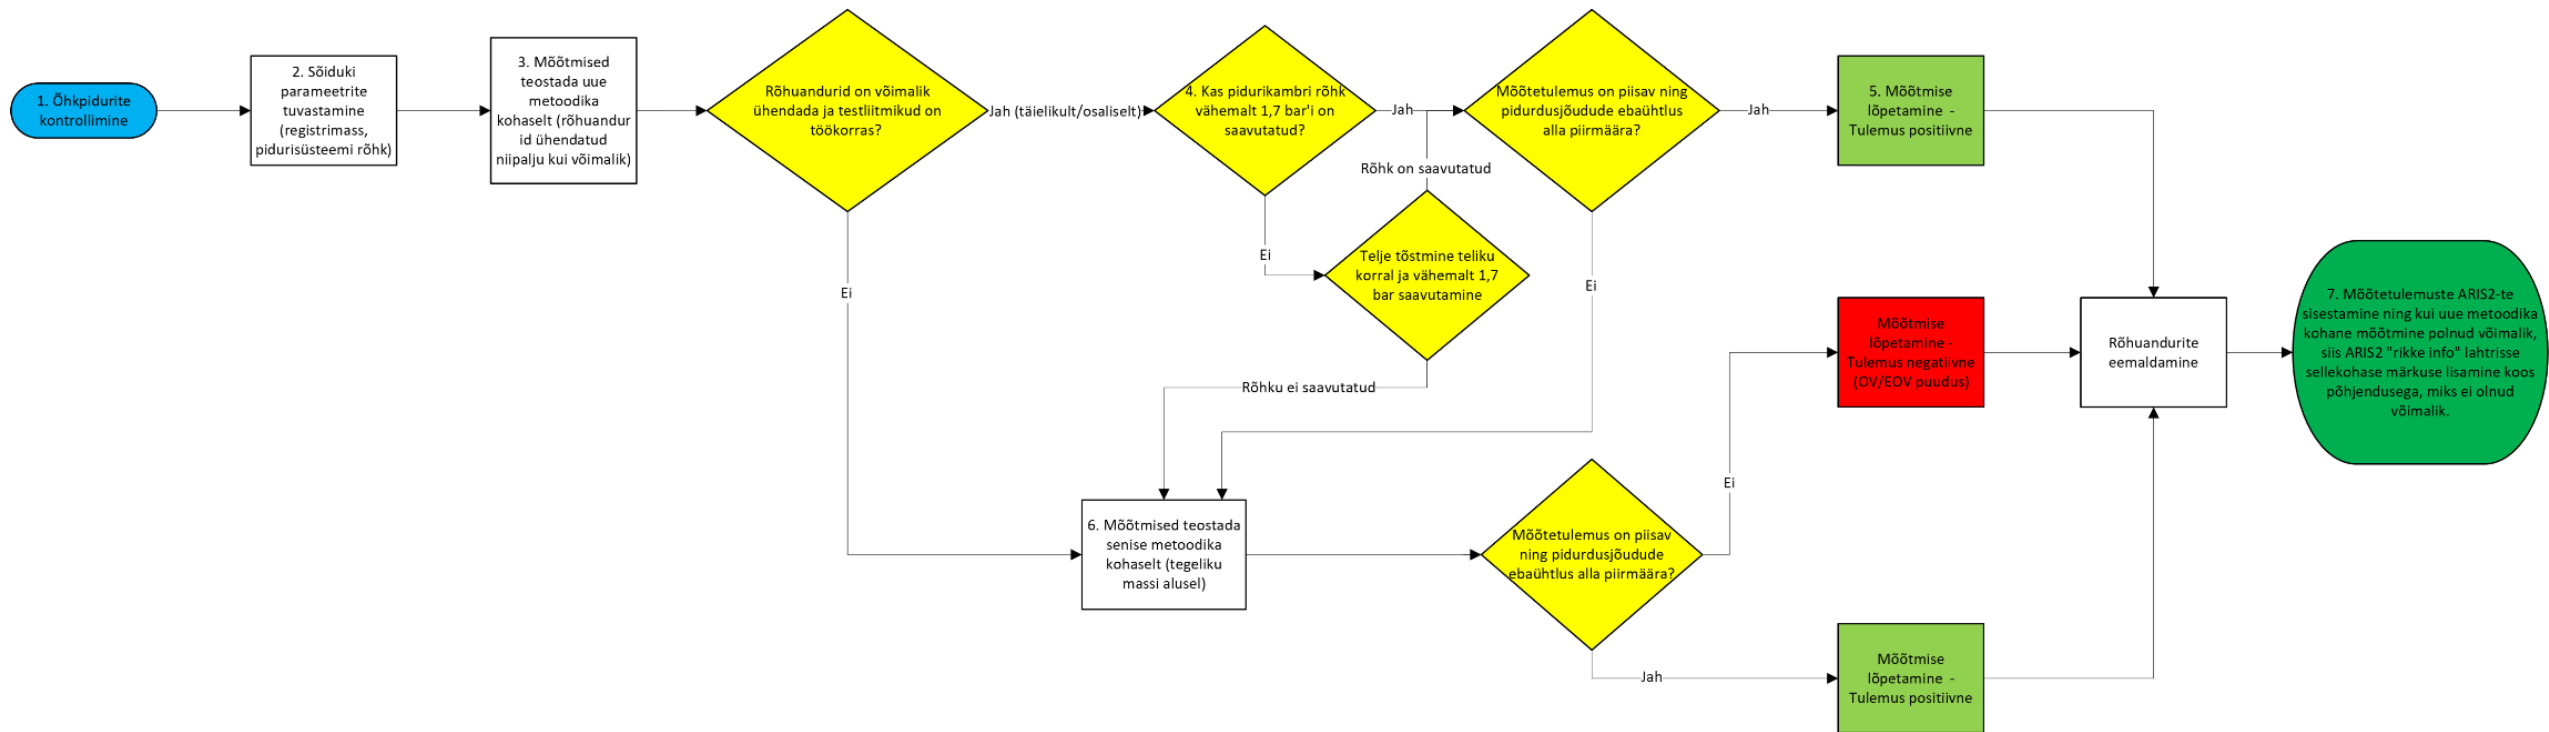 1. Õhkpidurite
kontrollimine
2. Sõiduki
parameetrite
tuvastamine
(registrimass,
pidurisüsteemi rõhk)
3. Mõõtmised
teostada uue
metoodika
kohaselt (rõhuandur
id ühendatud
niipalju kui võimalik)
Rõhuandurid on võimalik
ühendada ja testliitmikud on
töökorras?
Jah (täielikult/osaliselt)
4. Kas pidurikambri rõhk
vähemalt 1,7 bar'i on
saavutatud?
Jah
Mõõtetulemus on piisav ning
pidurdusjõudude ebaühtlus
alla piirmäära?
Jah
5. Mõõtmise
lõpetamine -
Tulemus positiivne
Rõhk on saavutatud
Ei
Telje tõstmine teliku
korral ja vähemalt 1,7
bar saavutamine
Ei
Ei
Rõhku ei saavutatud
6. Mõõtmised teostada
senise metoodika
kohaselt (tegeliku
massi alusel)
Mõõtetulemus on piisav
ning pidurdusjõudude
ebaühtlus alla piirmäära?
Ei
Jah
Mõõtmise
lõpetamine -
Tulemus negatiivne
(OV/EOV puudus)
Mõõtmise
lõpetamine -
Tulemus positiivne
Rõhuandurite
eemaldamine
7. Mõõtetulemuste ARIS2-te
sisestamine ning kui uue metoodika
kohane mõõtmine polnud võimalik,
siis ARIS2 "rikke info" lahtrisse
sellekohase märkuse lisamine koos
põhjendusega, miks ei olnud
võimalik.